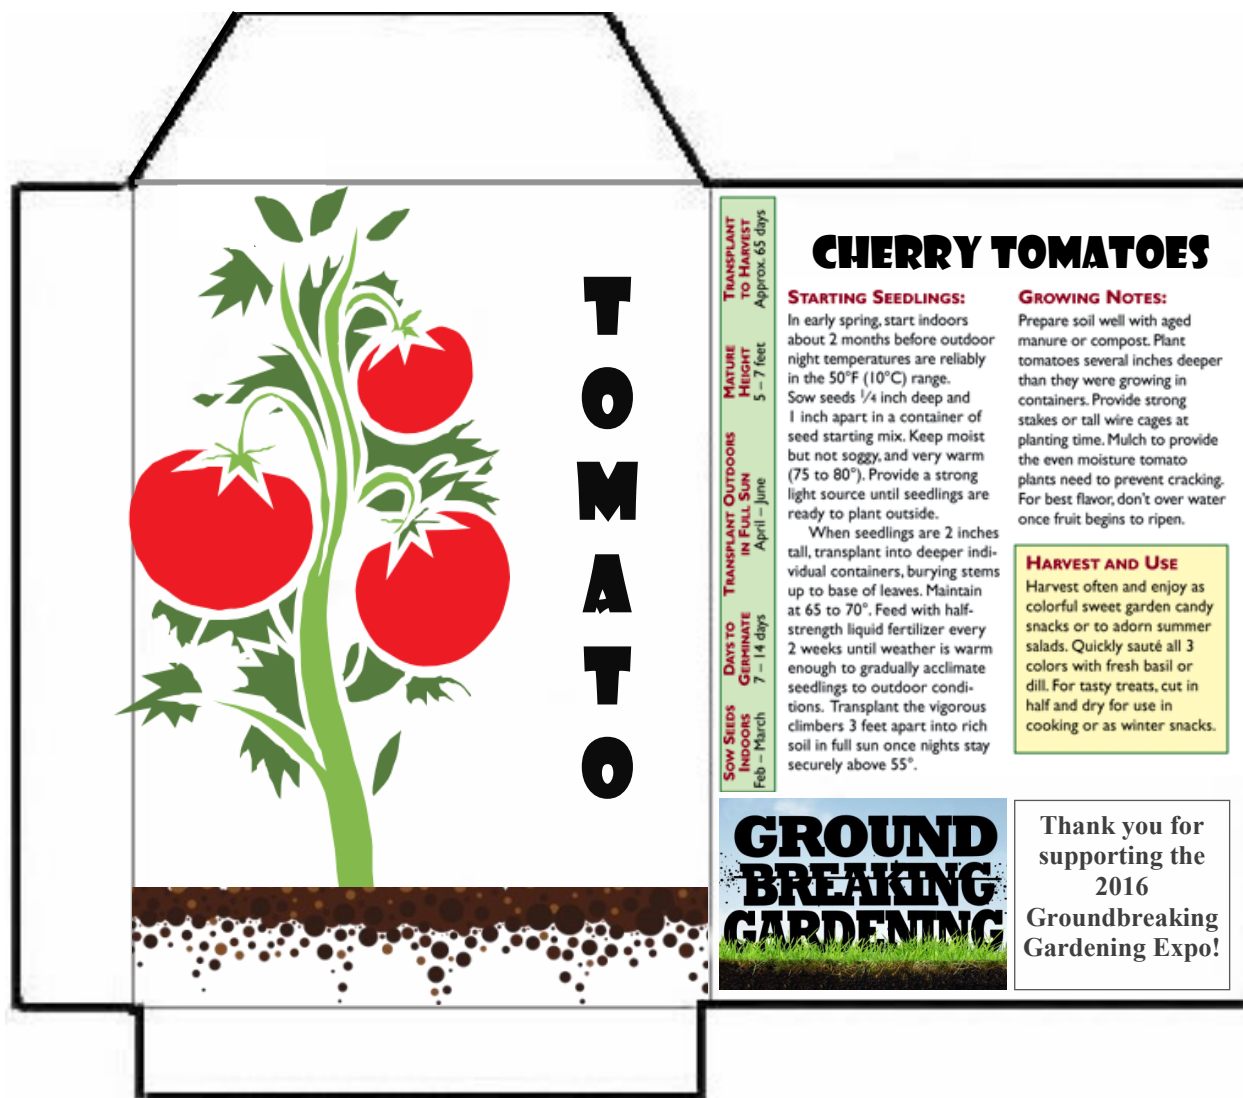 T
O
M
A
T
O
TRANSPLANT
TO HARVEST
Approx. 65 days
MATURE
HEIGHT
5 – 7 feet
TRANSPLANT OUTDOORS
IN FULL SUN
April – June
DAYS TO
GERMINATE
7 – 14 days
SOW SEEDS
INDOORS
Feb – March
CHERRY TOMATOES
STARTING SEEDLINGS:
In early spring, start indoors
about 2 months before outdoor
night temperatures are reliably
in the 50°F (10°C) range.
Sow seeds 1/4 inch deep and
1 inch apart in a container of
seed starting mix. Keep moist
but not soggy, and very warm
(75 to 80°). Provide a strong
light source until seedlings are
ready to plant outside.
When seedlings are 2 inches
tall, transplant into deeper indi-
vidual containers, burying stems
up to base of leaves. Maintain
at 65 to 70°. Feed with half-
strength liquid fertilizer every
2 weeks until weather is warm
enough to gradually acclimate
seedlings to outdoor condi-
tions. Transplant the vigorous
climbers 3 feet apart into rich
soil in full sun once nights stay
securely above 55°.
GROWING NOTES:
Prepare soil well with aged
manure or compost. Plant
tomatoes several inches deeper
than they were growing in
containers. Provide strong
stakes or tall wire cages at
planting time. Mulch to provide
the even moisture tomato
plants need to prevent cracking.
For best flavor, don't over water
once fruit begins to ripen.
HARVEST AND USE
Harvest often and enjoy as
colorful sweet garden candy
snacks or to adorn summer
salads. Quickly sauté all 3
colors with fresh basil or
dill. For tasty treats, cut in
half and dry for use in
cooking or as winter snacks.
GROUND
BREAKING
GARDENING
Thank you for
supporting the
2016
Groundbreaking
Gardening Expo!